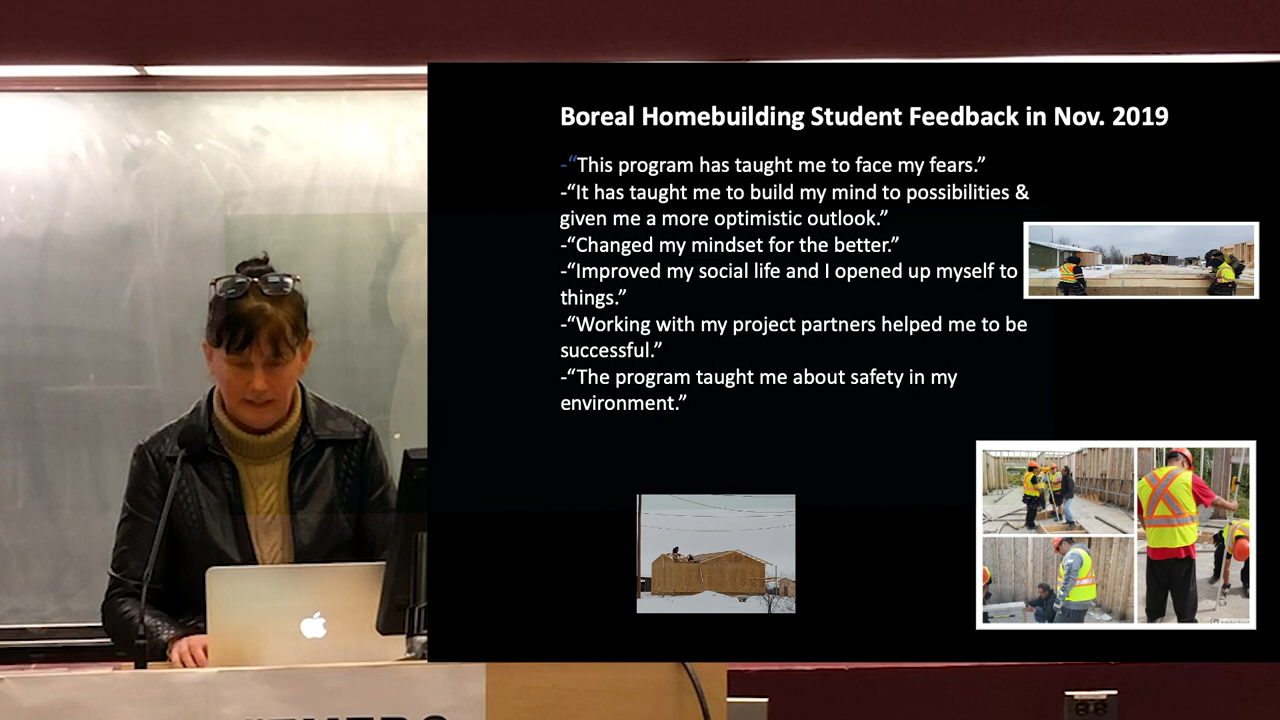 Boreal Homebuilding Student Feedback in Nov. 2019
-“This program has taught me to face my fears.”
-“It has taught me to build my mind to possibilities &
given me a more optimistic outlook.”
-“Changed my mindset for the better.”
-“Improved my social life and I opened up myself to
things.”
-“Working with my project partners helped me to be
successful.”
-“The program taught me about safety in my
environment.”